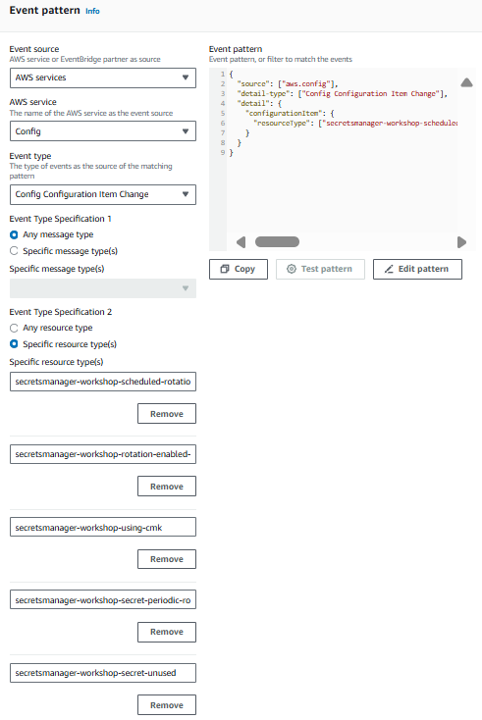 Event pattern Info
Event source
AWS service or EventBridge partner as source
AWS services
AWS service
The name of the AWS service as the event source
Config
Event type
The type of events as the source of the matching
pattern
Config Configuration Item Change
Event Type Specification 1
Any message type
Specific message type(s)
Specific message type(s)
Event Type Specification 2
Any resource type
Specific resource type(s)
Specific resource type(s)
secretsmanager-workshop-scheduled-rotatio
Remove
secretsmanager-workshop-rotation-enabled-
Remove
secretsmanager-workshop-using-cmk
Remove
secretsmanager-workshop-secret-periodic-ro
Remove
secretsmanager-workshop-secret-unused
Remove
Event pattern
Event pattern, or filter to match the events
1 {
2 "source": ["aws.config"],
3 "detail-type": ["Config Configuration Item Change"],
4 "detail": {
5 "configurationItem": {
6 "resourceType": ["secretsmanager-workshop-scheduled
7 }
8 }
9 }
Copy
Test pattern
Edit pattern